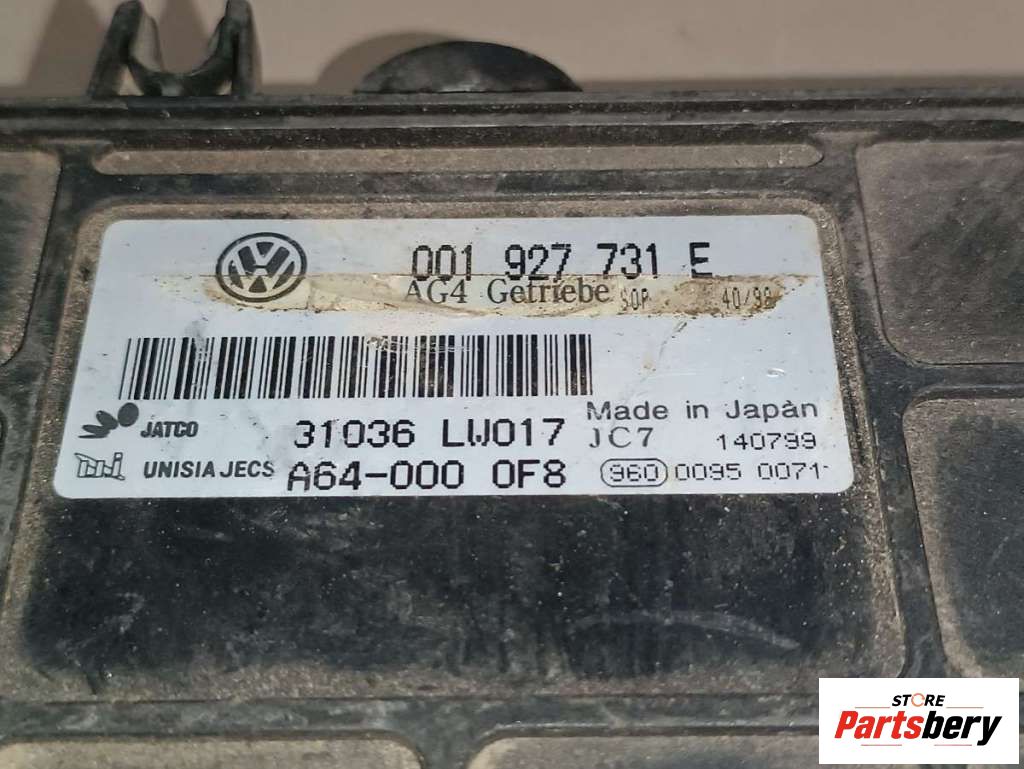 001 927 731 E
AG4 Getriebe SOP 40/98
JATCO 31036 LW017 Made in Japan
JC7 140799
UNISIA JECS A64-000 0F8 960 0095 0071
STORE
Partsbery